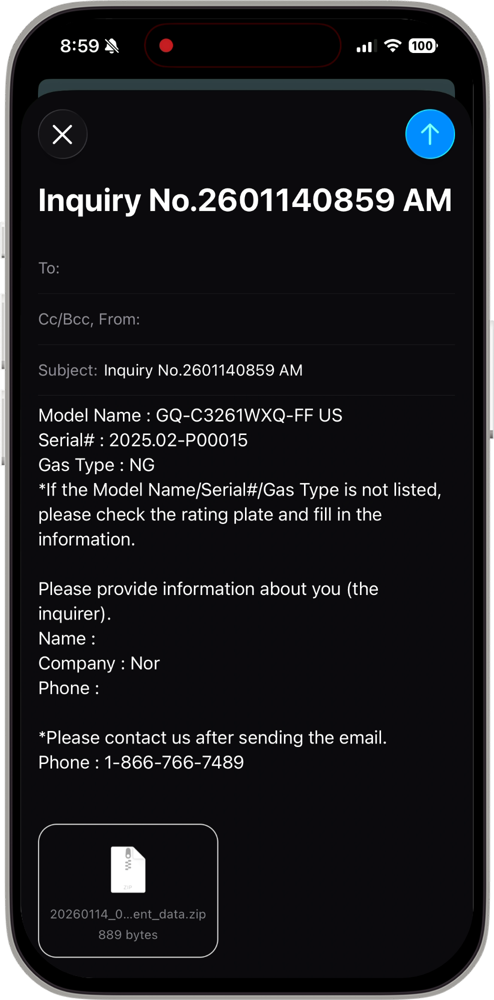 8:59
100
Inquiry No.2601140859 AM
To:
Cc/Bcc, From:
Subject: Inquiry No.2601140859 AM
Model Name : GQ-C3261WXQ-FF US
Serial# : 2025.02-P00015
Gas Type : NG
*If the Model Name/Serial#/Gas Type is not listed,
please check the rating plate and fill in the
information.
Please provide information about you (the
inquirer).
Name :
Company : Nor
Phone :
*Please contact us after sending the email.
Phone : 1-866-766-7489
ZIP
20260114_0...ent_data.zip
889 bytes